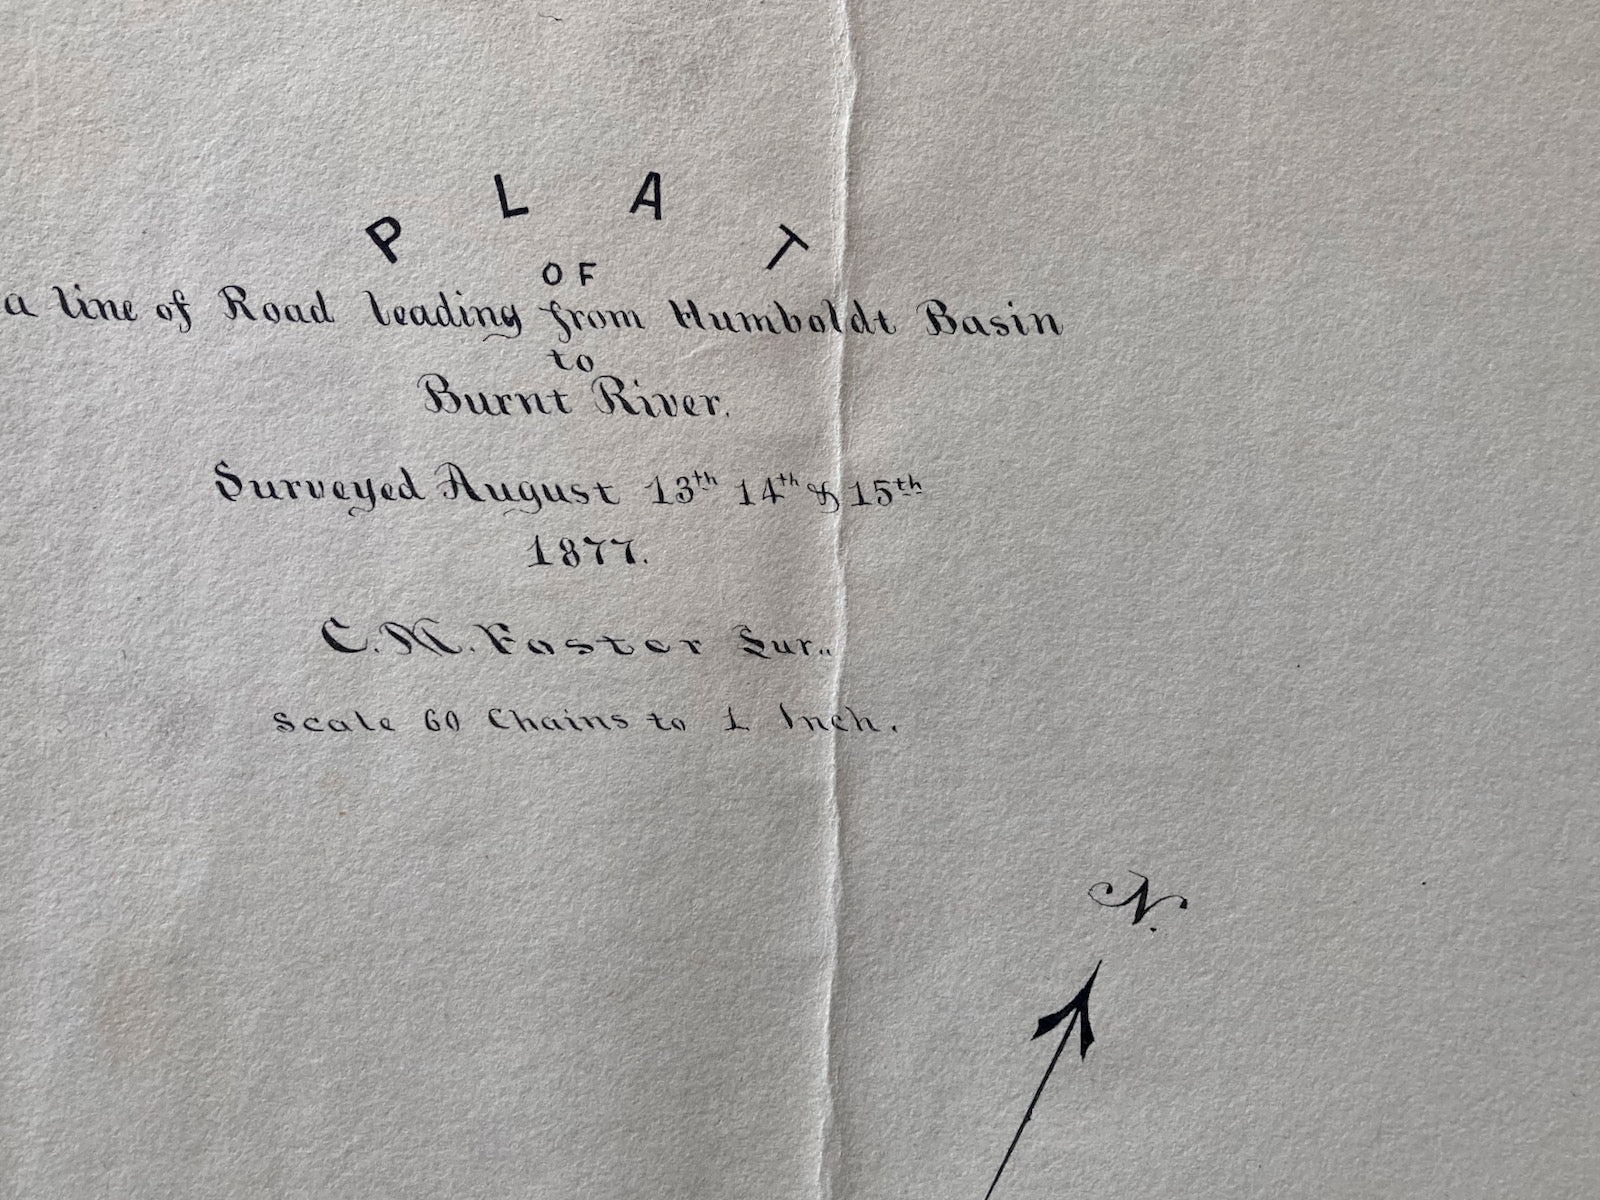 PLAT
OF
a line of Road leading from Humboldt Basin
to
Burnt River.
Surveyed August 13th 14th & 15th
1877.
C. M. Foster Sur..
Scale 60 Chains to 1 Inch.
N.